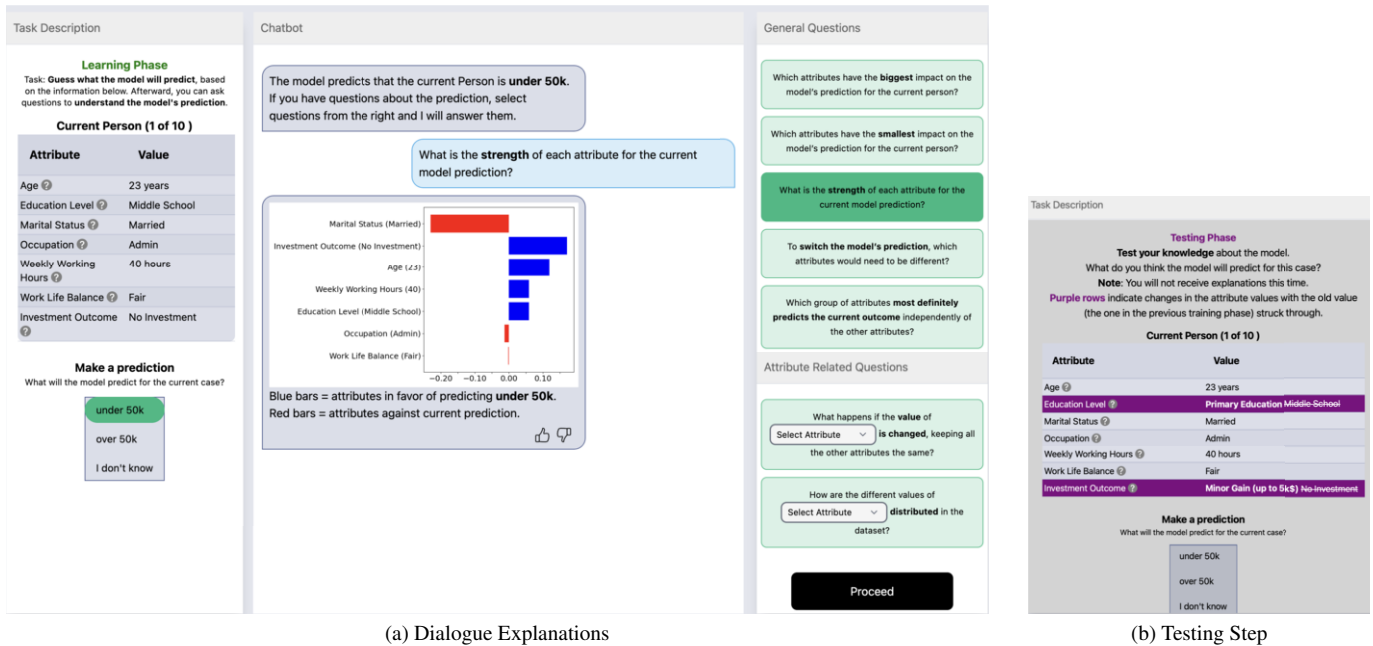 Task Description
Learning Phase
Task: Guess what the model will predict, based
on the information below. Afterward, you can ask
questions to understand the model's prediction.
Current Person (1 of 10 )
Attribute Value
Age ? 23 years
Education Level ? Middle School
Marital Status ? Married
Occupation ? Admin
Weekly Working 40 hours
Hours ?
Work Life Balance ? Fair
Investment Outcome No Investment
?
Make a prediction
What will the model predict for the current case?
under 50k
over 50k
I don't know
Chatbot
The model predicts that the current Person is under 50k.
If you have questions about the prediction, select
questions from the right and I will answer them.
What is the strength of each attribute for the current
model prediction?
Marital Status (Married)
Investment Outcome (No Investment)
Age (23)
Weekly Working Hours (40)
Education Level (Middle School)
Occupation (Admin)
Work Life Balance (Fair)
−0.20 −0.10 0.00 0.10
Blue bars = attributes in favor of predicting under 50k.
Red bars = attributes against current prediction.
General Questions
Which attributes have the biggest impact on the
model's prediction for the current person?
Which attributes have the smallest impact on the
model's prediction for the current person?
What is the strength of each attribute for the
current model prediction?
To switch the model's prediction, which
attributes would need to be different?
Which group of attributes most definitely
predicts the current outcome independently of
the other attributes?
Attribute Related Questions
What happens if the value of
Select Attribute is changed, keeping all
the other attributes the same?
How are the different values of
Select Attribute distributed in the
dataset?
Proceed
(a) Dialogue Explanations
Task Description
Testing Phase
Test your knowledge about the model.
What do you think the model will predict for this case?
Note: You will not receive explanations this time.
Purple rows indicate changes in the attribute values with the old value
(the one in the previous training phase) struck through.
Current Person (1 of 10 )
Attribute Value
Age ? 23 years
Education Level ? Primary Education Middle School
Marital Status ? Married
Occupation ? Admin
Weekly Working Hours ? 40 hours
Work Life Balance ? Fair
Investment Outcome ? Minor Gain (up to 5k$) No Investment
Make a prediction
What will the model predict for the current case?
under 50k
over 50k
I don't know
(b) Testing Step